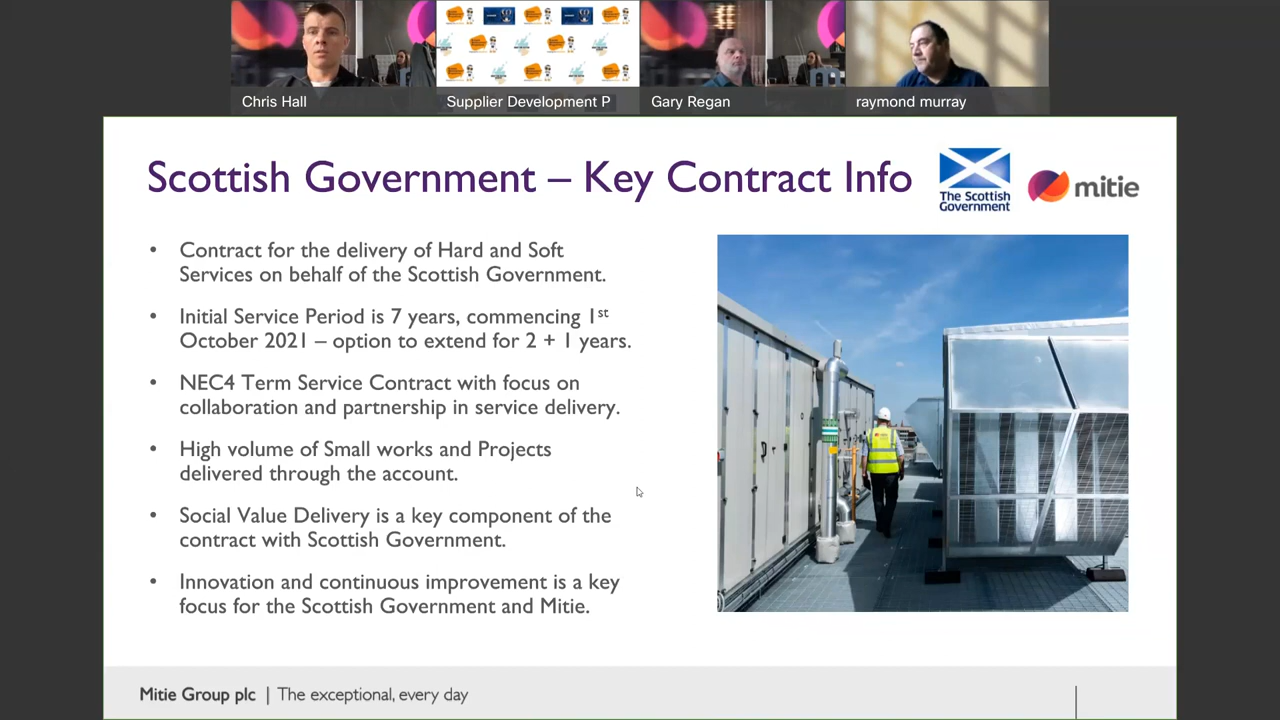 Chris Hall
Supplier Development P
Gary Regan
raymond murray
Scottish Government – Key Contract Info
The Scottish
Government
mitie
• Contract for the delivery of Hard and Soft
Services on behalf of the Scottish Government.
• Initial Service Period is 7 years, commencing 1st
October 2021 – option to extend for 2 + 1 years.
• NEC4 Term Service Contract with focus on
collaboration and partnership in service delivery.
• High volume of Small works and Projects
delivered through the account.
• Social Value Delivery is a key component of the
contract with Scottish Government.
• Innovation and continuous improvement is a key
focus for the Scottish Government and Mitie.
Mitie Group plc | The exceptional, every day